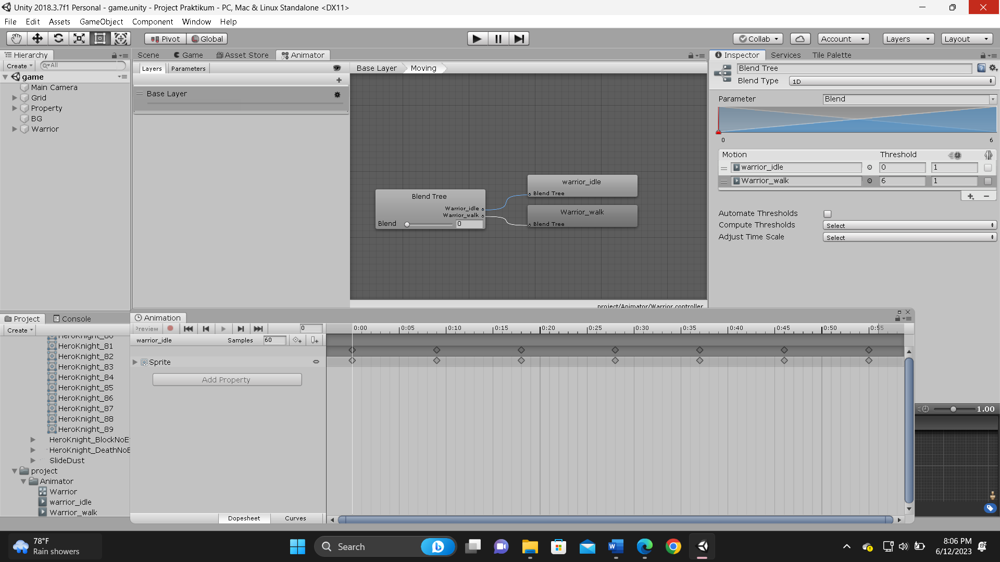 Unity 2018.3.7f1 Personal - game.unity - Project Praktikum - PC, Mac & Linux Standalone <DX11>
File Edit Assets GameObject Component Window Help
Pivot Global Collab Account Layers Layout
Hierarchy
Create All
game
Main Camera
Grid
Property
BG
Warrior
Scene Game Asset Store Animator
Layers Parameters
Base Layer
Base Layer Moving
Blend Tree
Warrior_idle
Warrior_walk
Blend 0
warrior_idle
Blend Tree
Warrior_walk
Blend Tree
project/Animator/Warrior.controller
Inspector Services Tile Palette
Blend Tree
Blend Type 1D
Parameter Blend
0 6
Motion Threshold
warrior_idle 0 1
Warrior_walk 6 1
Automate Thresholds
Compute Thresholds Select
Adjust Time Scale Select
Project Console
Create
HeroKnight_80
HeroKnight_81
HeroKnight_82
HeroKnight_83
HeroKnight_84
HeroKnight_85
HeroKnight_86
HeroKnight_87
HeroKnight_88
HeroKnight_89
HeroKnight_BlockNoE
HeroKnight_DeathNoE
SlideDust
project
Animator
Warrior
warrior_idle
Warrior_walk
Animation
Preview 0
0:00 0:05 0:10 0:15 0:20 0:25 0:30 0:35 0:40 0:45 0:50 0:55
warrior_idle Samples 60
Sprite
Add Property
Dopesheet Curves
1.00
78°F
Rain showers
Search
8:06 PM
6/12/2023